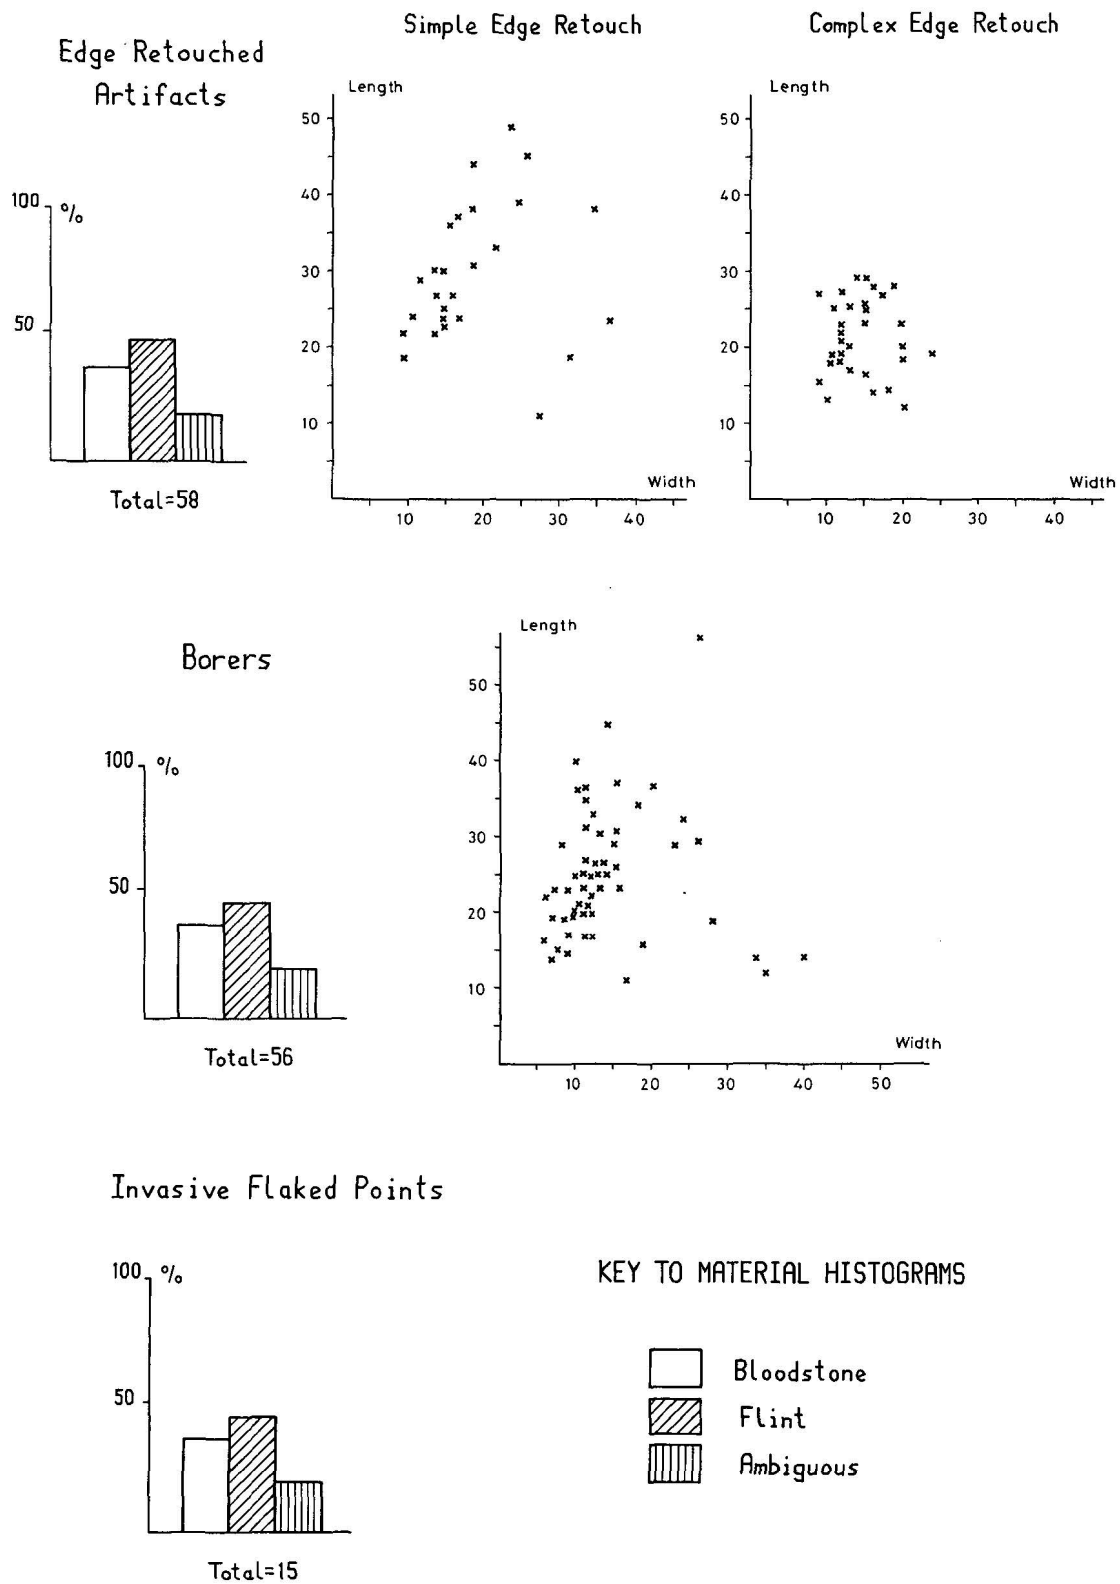 Edge Retouched
Artifacts
100
%
50
Total=58
Simple Edge Retouch
Length
50
40
30
20
10
Width
10 20 30 40
Complex Edge Retouch
Length
50
40
30
20
10
Width
10 20 30 40
Borers
100
%
50
Total=56
Length
50
40
30
20
10
Width
10 20 30 40 50
Invasive Flaked Points
100
%
50
Total=15
KEY TO MATERIAL HISTOGRAMS
Bloodstone
Flint
Ambiguous